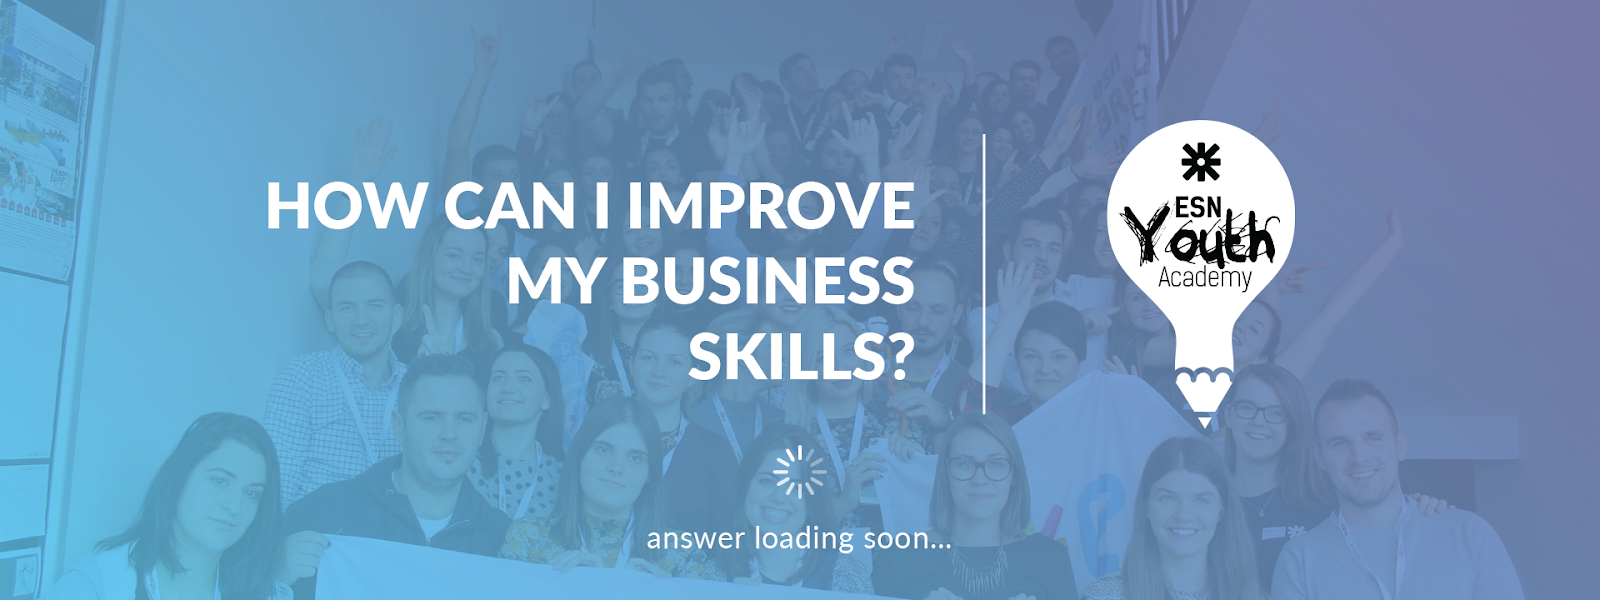 HOW CAN I IMPROVE
MY BUSINESS
SKILLS?
answer loading soon...
ESN
Youth
Academy